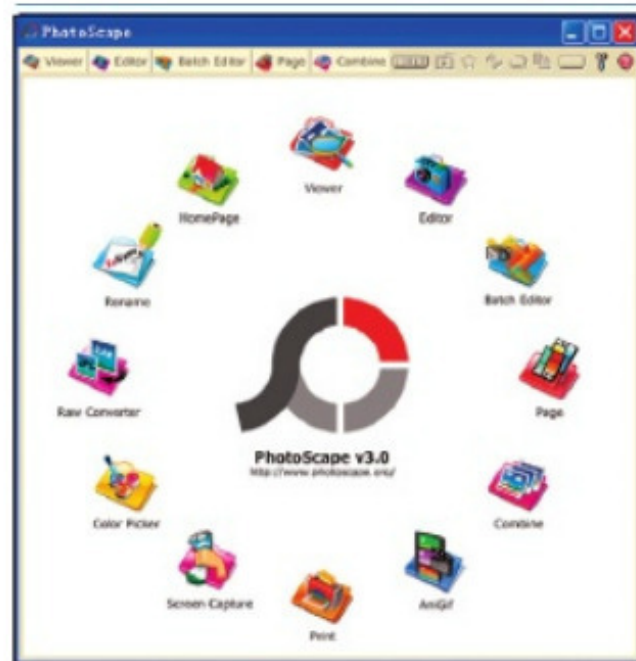 PhotoScape
Viewer Editor Batch Editor Page Combine
Viewer
HomePage
Editor
Rename
Batch Editor
Raw Converter
Page
PhotoScape v3.0
http://www.photoscape.org/
Color Picker
Combine
Screen Capture
AniGif
Print